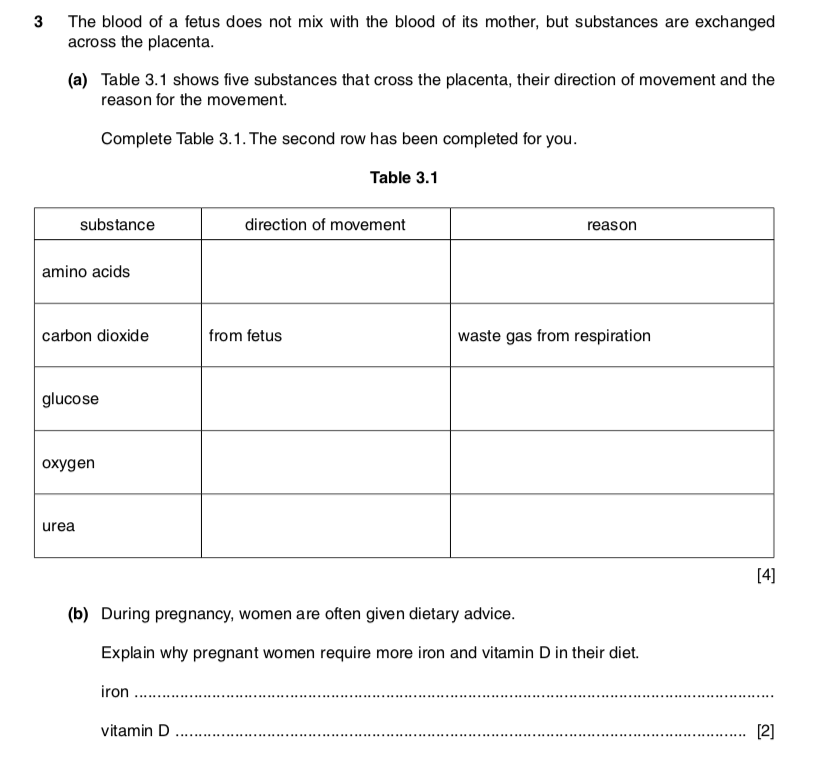 3 The blood of a fetus does not mix with the blood of its mother, but substances are exchanged
across the placenta.
(a) Table 3.1 shows five substances that cross the placenta, their direction of movement and the
reason for the movement.
Complete Table 3.1. The second row has been completed for you.
Table 3.1
substance direction of movement reason
amino acids
carbon dioxide from fetus waste gas from respiration
glucose
oxygen
urea
[4]
(b) During pregnancy, women are often given dietary advice.
Explain why pregnant women require more iron and vitamin D in their diet.
iron ..........................................................................................................................................
vitamin D ............................................................................................................................ [2]